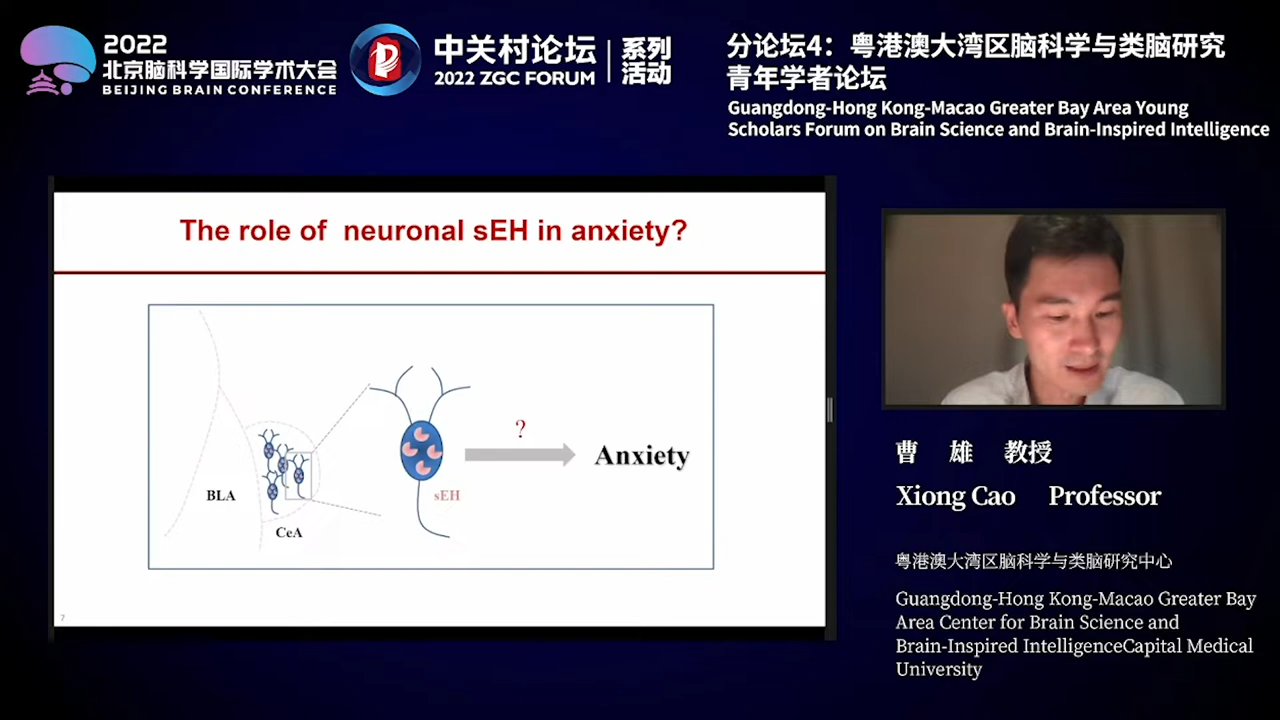 2022
北京脑科学国际学术大会
BEIJING BRAIN CONFERENCE
中关村论坛
2022 ZGC FORUM
系列
活动
分论坛4：粤港澳大湾区脑科学与类脑研究
青年学者论坛
Guangdong-Hong Kong-Macao Greater Bay Area Young
Scholars Forum on Brain Science and Brain-Inspired Intelligence
The role of neuronal sEH in anxiety?
?
Anxiety
BLA
sEH
CeA
7
曹 雄 教授
Xiong Cao Professor
粤港澳大湾区脑科学与类脑研究中心
Guangdong-Hong Kong-Macao Greater Bay
Area Center for Brain Science and
Brain-Inspired IntelligenceCapital Medical
University